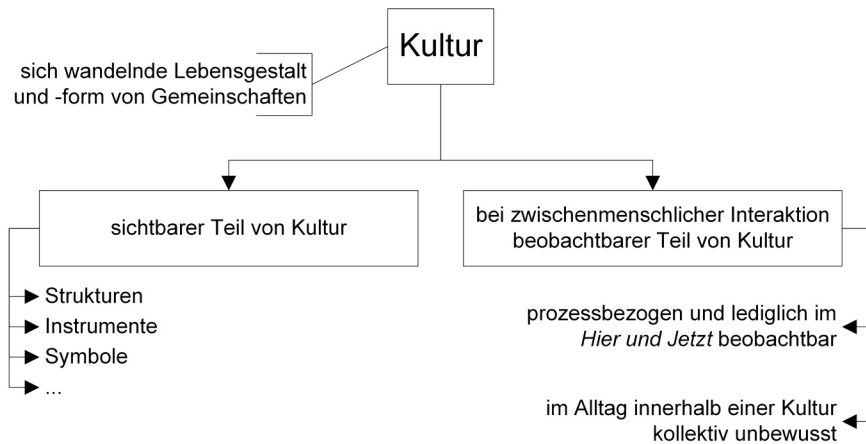 Kultur
sich wandelnde Lebensgestalt
und -form von Gemeinschaften
sichtbarer Teil von Kultur
Strukturen
Instrumente
Symbole
...
bei zwischenmenschlicher Interaktion
beobachtbarer Teil von Kultur
prozessbezogen und lediglich im
Hier und Jetzt beobachtbar
im Alltag innerhalb einer Kultur
kollektiv unbewusst